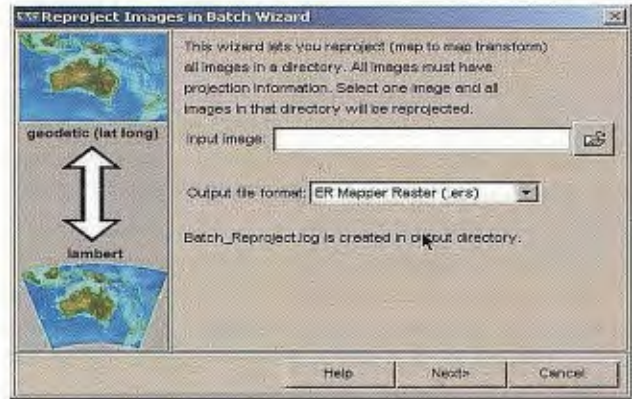 Reproject Images in Batch Wizard
This wizard lets you reproject (map to map transform)
all images in a directory. All images must have
projection information. Select one image and all
images in that directory will be reprojected.
geodetic (lat long)
Input image:
Output file format: ER Mapper Raster (.ers)
Batch_Reproject.log is created in output directory.
lambert
Help Next> Cancel